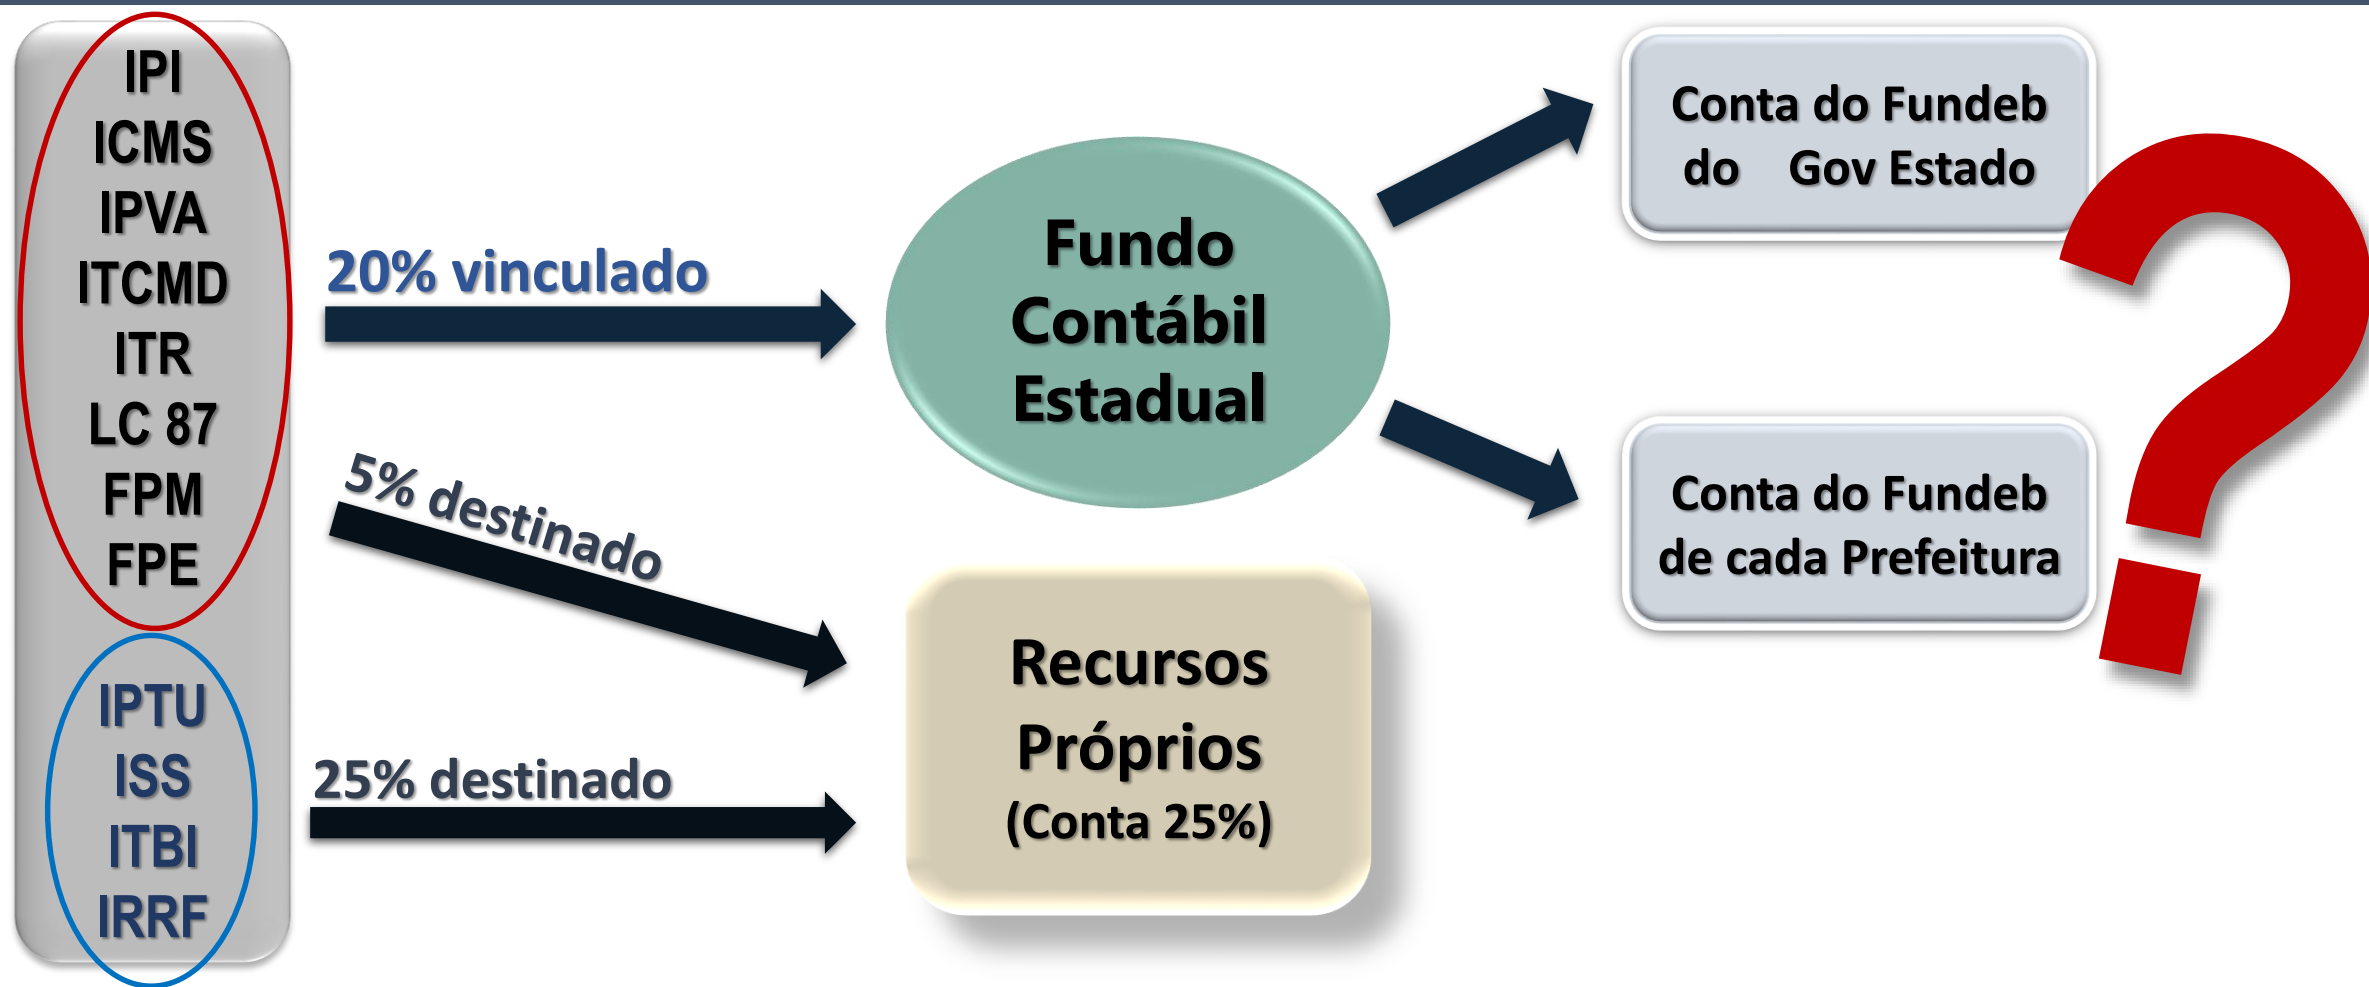 IPI
ICMS
IPVA
ITCMD
ITR
LC 87
FPM
FPE
IPTU
ISS
ITBI
IRRF
20% vinculado
5% destinado
25% destinado
Fundo
Contábil
Estadual
Recursos
Próprios
(Conta 25%)
Conta do Fundeb
do Gov Estado
Conta do Fundeb
de cada Prefeitura
?